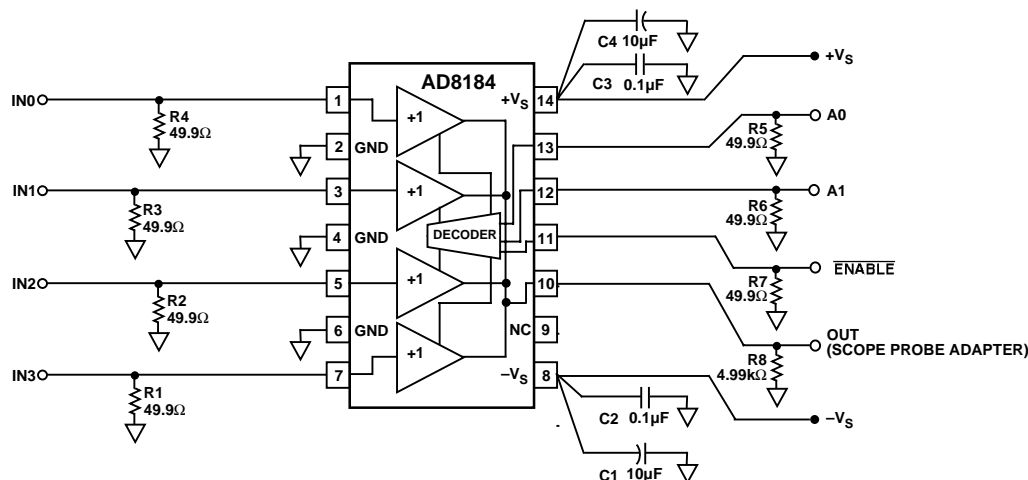 C4 10µF
+VS
C3 0.1µF
AD8184
+VS
IN0
1
+1
14
R4
49.9Ω
2
GND
13
A0
R5
49.9Ω
IN1
3
+1
12
A1
R3
49.9Ω
R6
49.9Ω
4
GND
DECODER
11
ENABLE
IN2
5
+1
10
R7
49.9Ω
R2
49.9Ω
6
GND
NC
9
OUT
(SCOPE PROBE ADAPTER)
+1
R8
4.99kΩ
IN3
7
–VS
8
R1
49.9Ω
C2 0.1µF
–VS
C1 10µF